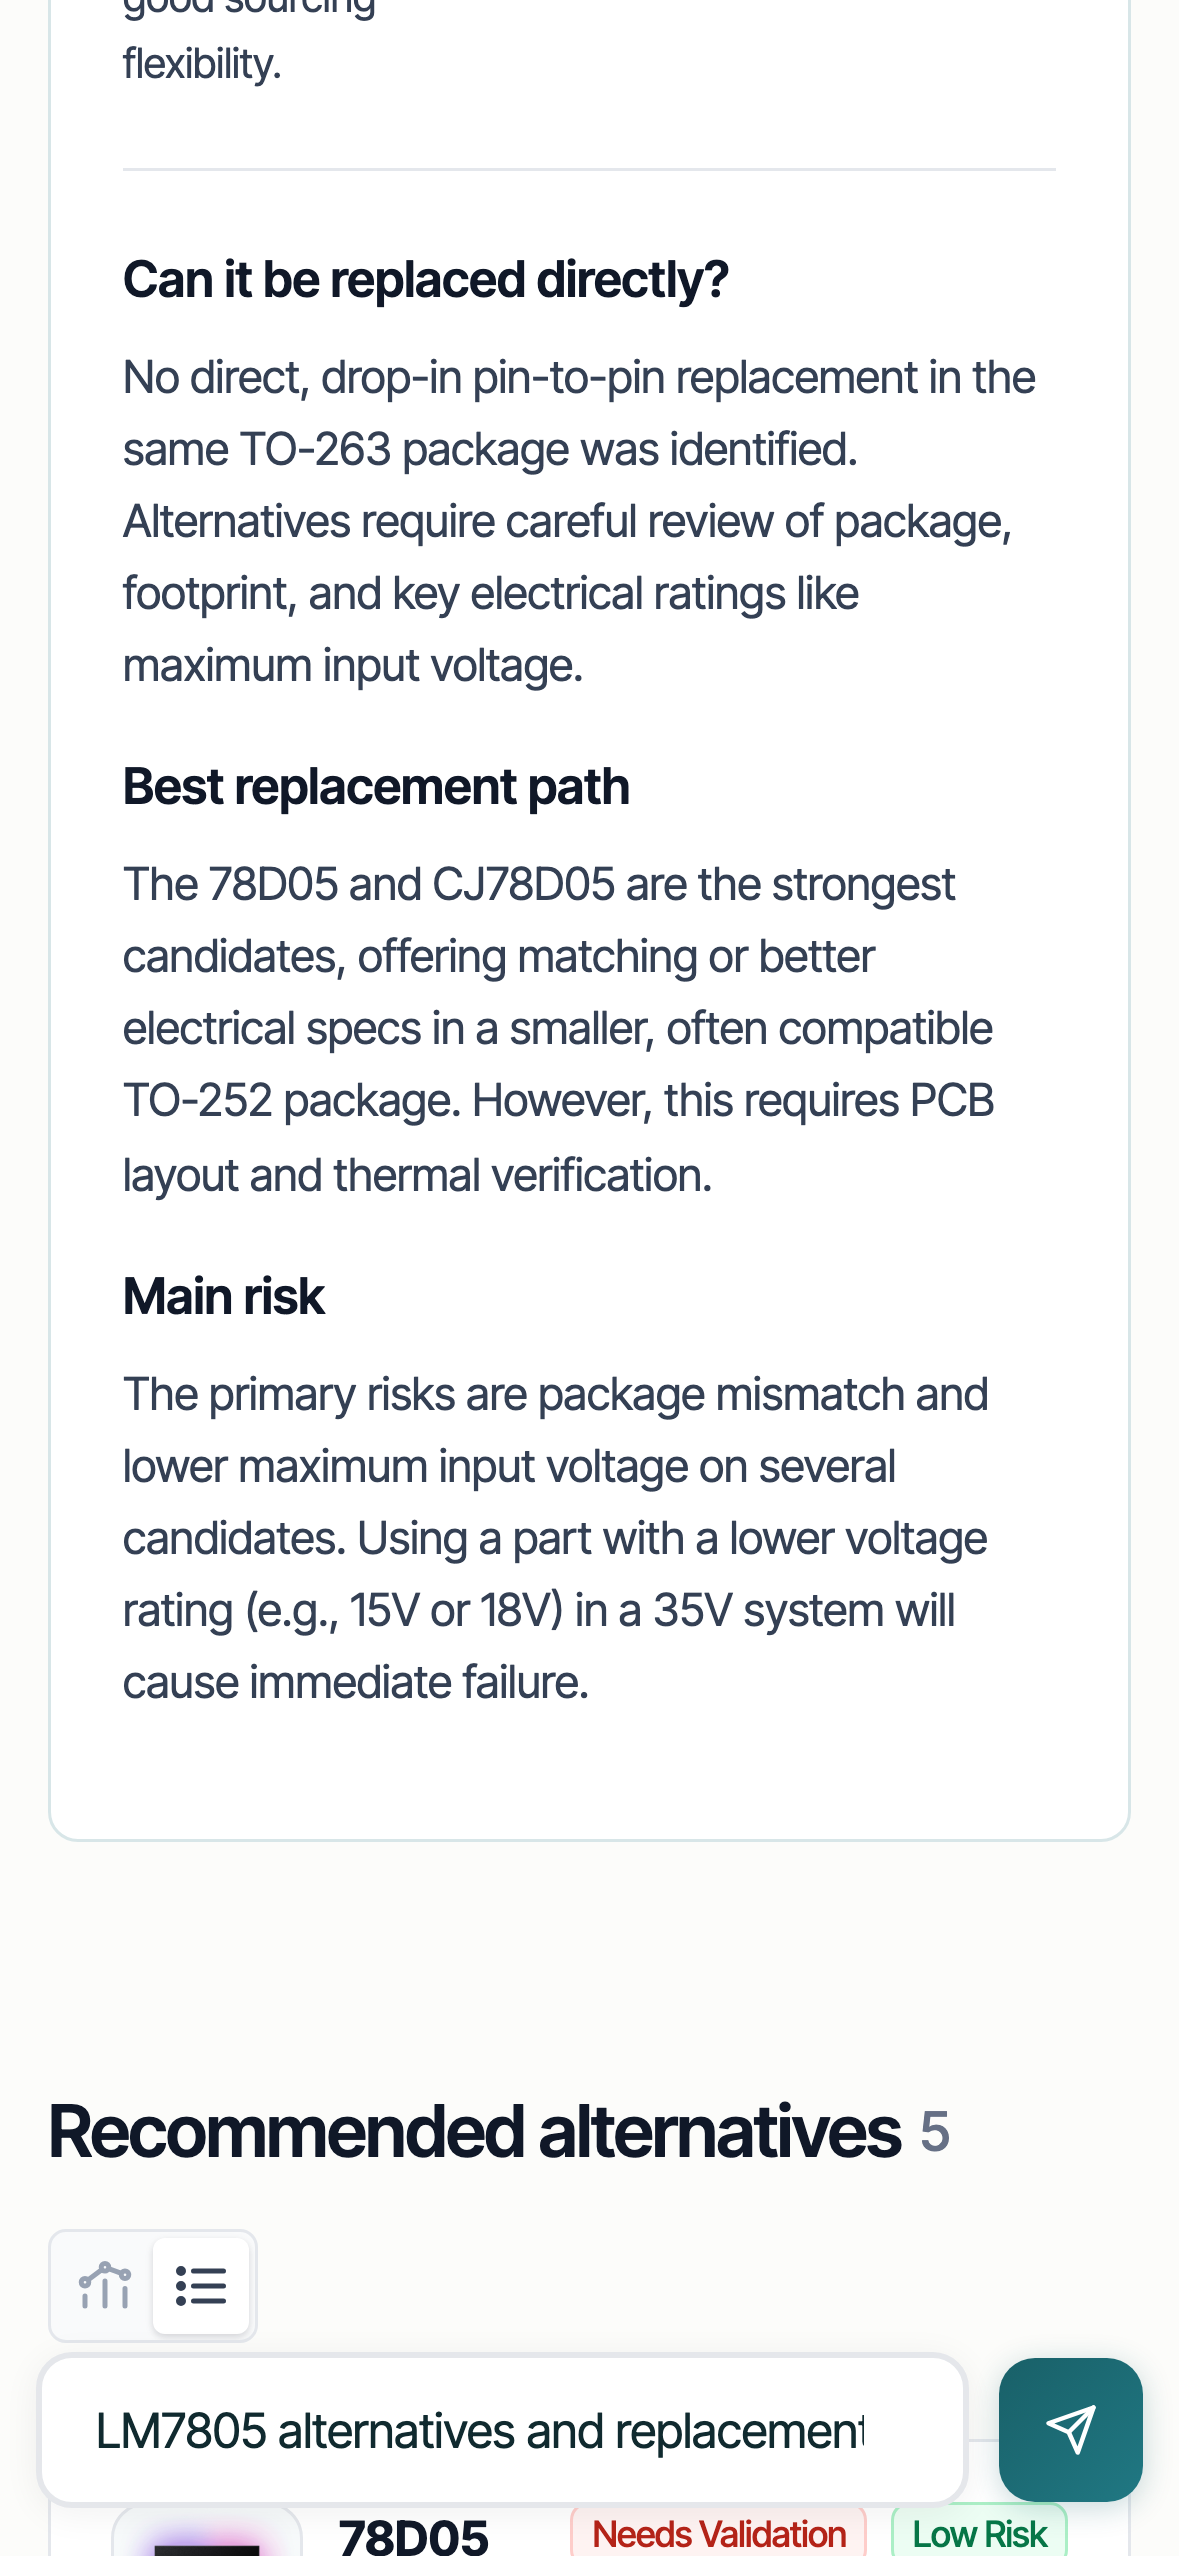 good sourcing
flexibility.
Can it be replaced directly?
No direct, drop-in pin-to-pin replacement in the
same TO-263 package was identified.
Alternatives require careful review of package,
footprint, and key electrical ratings like
maximum input voltage.
Best replacement path
The 78D05 and CJ78D05 are the strongest
candidates, offering matching or better
electrical specs in a smaller, often compatible
TO-252 package. However, this requires PCB
layout and thermal verification.
Main risk
The primary risks are package mismatch and
lower maximum input voltage on several
candidates. Using a part with a lower voltage
rating (e.g., 15V or 18V) in a 35V system will
cause immediate failure.
Recommended alternatives 5
LM7805 alternatives and replacement
78D05 Needs Validation Low Risk